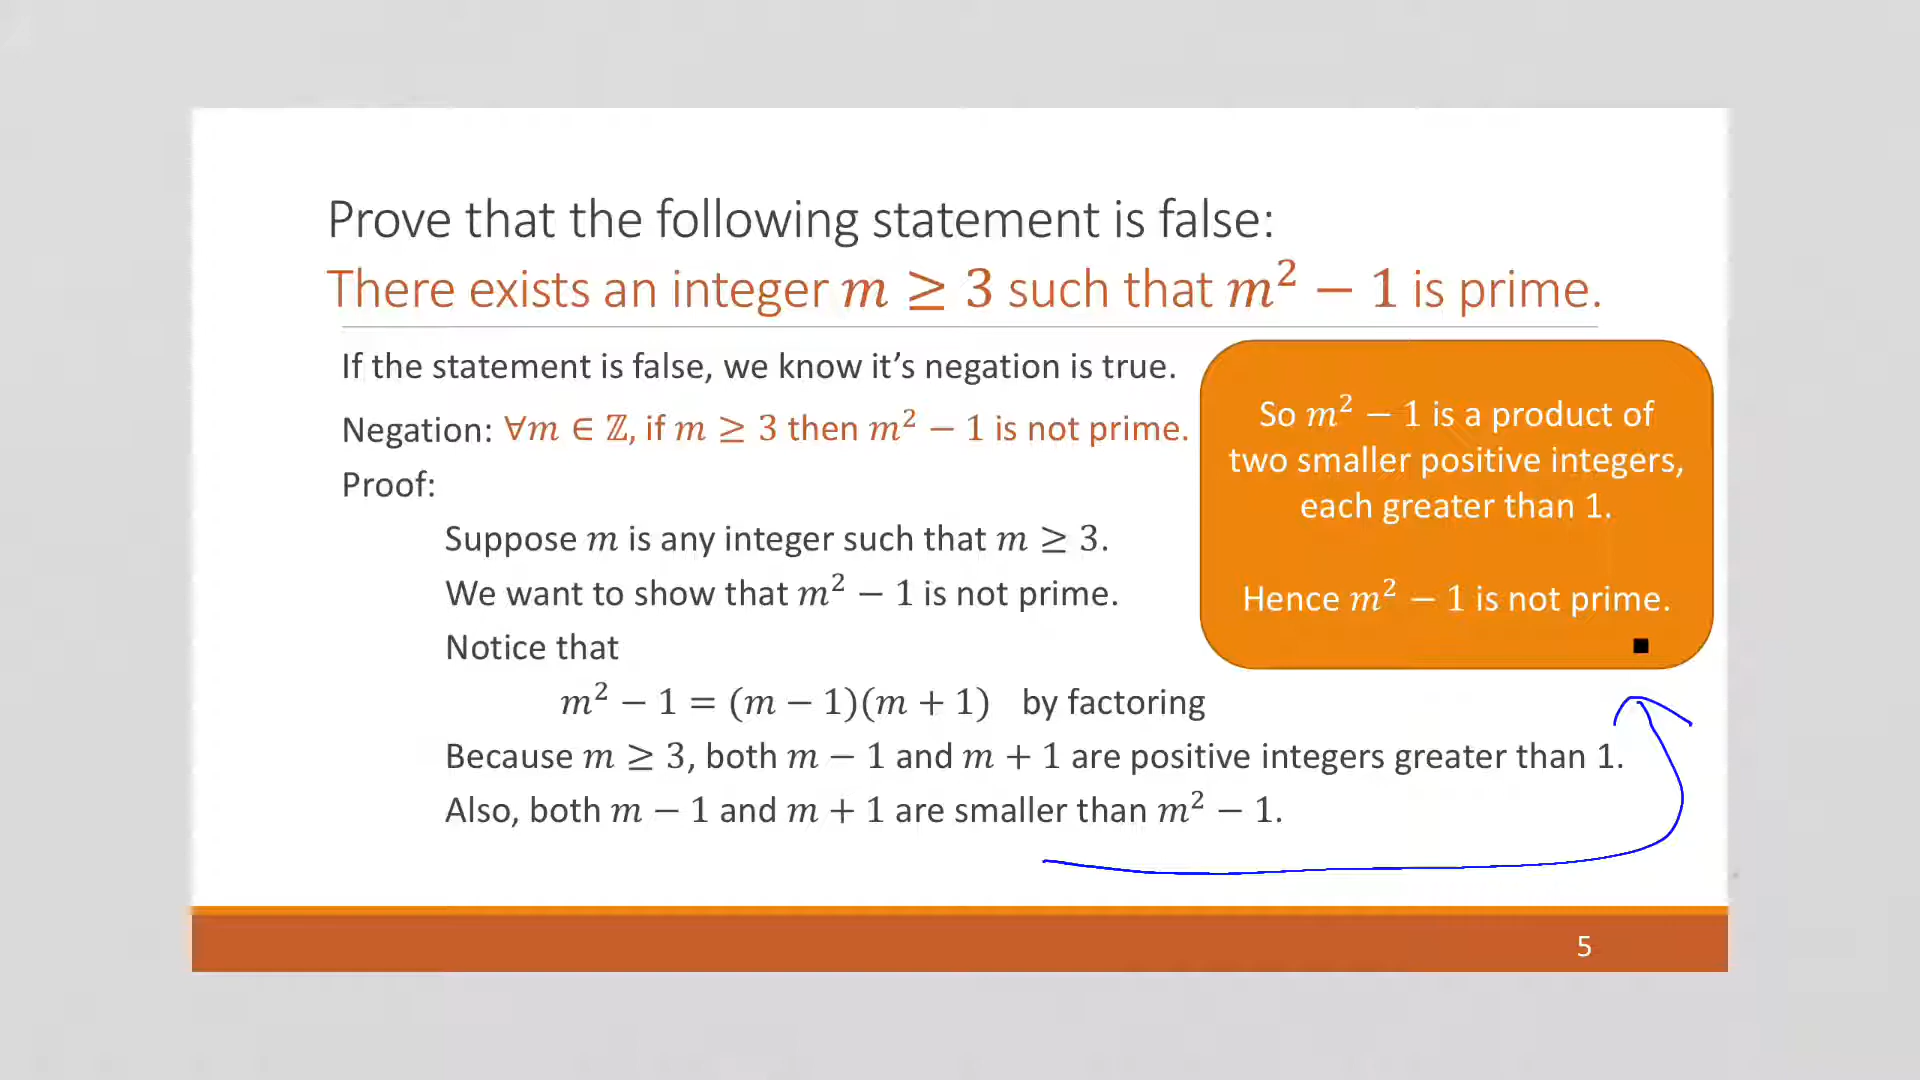 Prove that the following statement is false:
There exists an integer m ≥ 3 such that m² − 1 is prime.
If the statement is false, we know it’s negation is true.
Negation: ∀m ∈ ℤ, if m ≥ 3 then m² − 1 is not prime.
Proof:
Suppose m is any integer such that m ≥ 3.
We want to show that m² − 1 is not prime.
Notice that
m² − 1 = (m − 1)(m + 1) by factoring
Because m ≥ 3, both m − 1 and m + 1 are positive integers greater than 1.
Also, both m − 1 and m + 1 are smaller than m² − 1.
So m² − 1 is a product of
two smaller positive integers,
each greater than 1.
Hence m² − 1 is not prime.
■
5